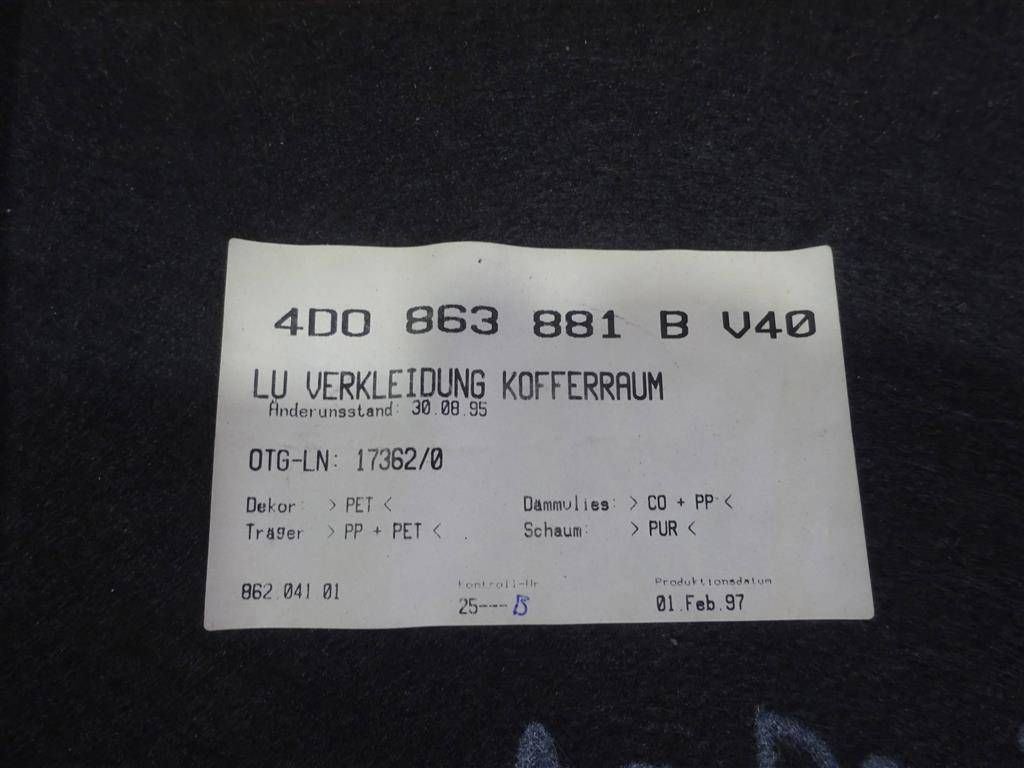 4D0 863 881 B V40
LU VERKLEIDUNG KOFFERRAUM
Änderunsstand: 30.08.95
OTG-LN: 17362/0
Dekor: > PET < Dämmvlies: > CO + PP <
Träger > PP + PET < Schaum: > PUR <
Kontroll-Nr Produktionsdatum
862 041 01 25--- 01.Feb.97